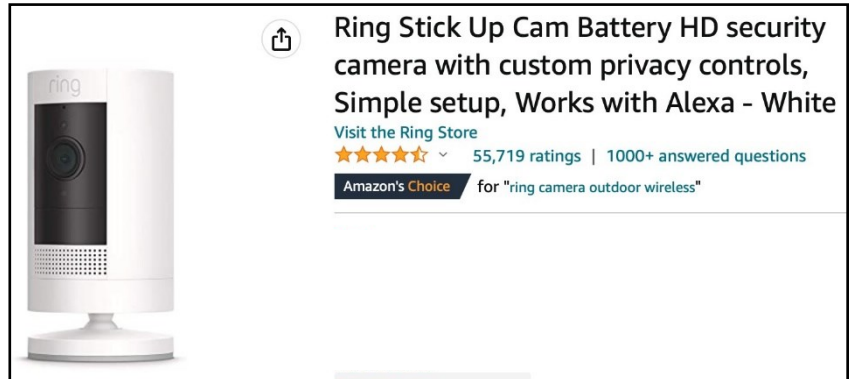 ring
Ring Stick Up Cam Battery HD security
camera with custom privacy controls,
Simple setup, Works with Alexa - White
Visit the Ring Store
55,719 ratings | 1000+ answered questions
Amazon's Choice for "ring camera outdoor wireless"